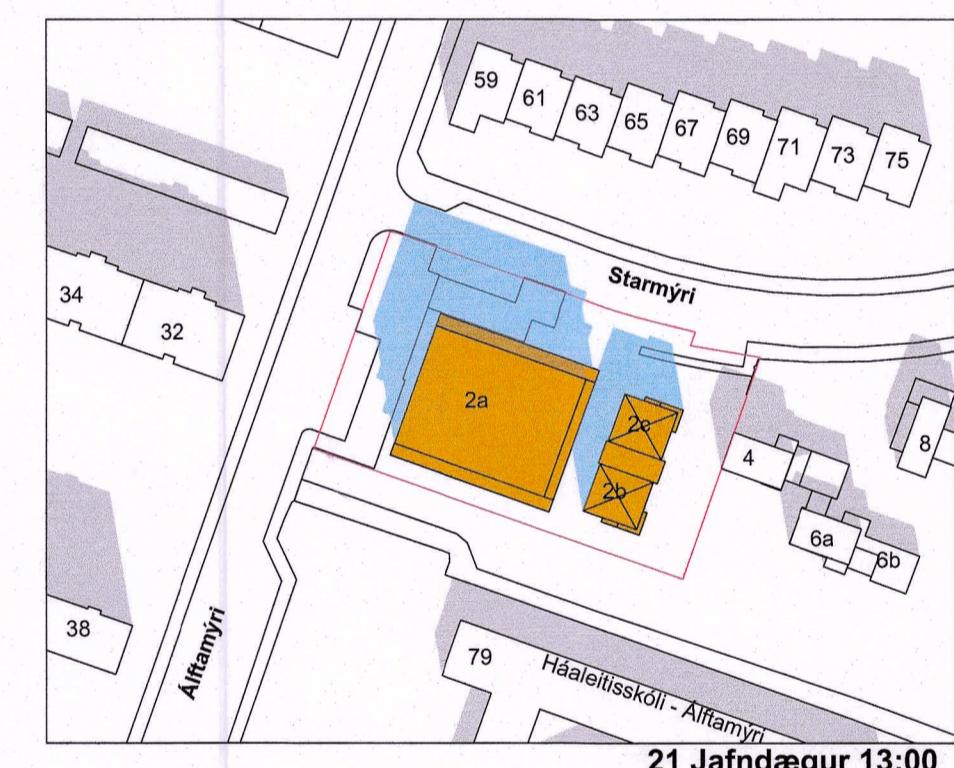 59
61
63
65
67
69
71
73
75
34
32
Starmýri
2a
2c
2b
4
8
6a
6b
38
Álftamýri
79
Háaleitisskóli - Álftamýri
21 Jafndægur 13:00